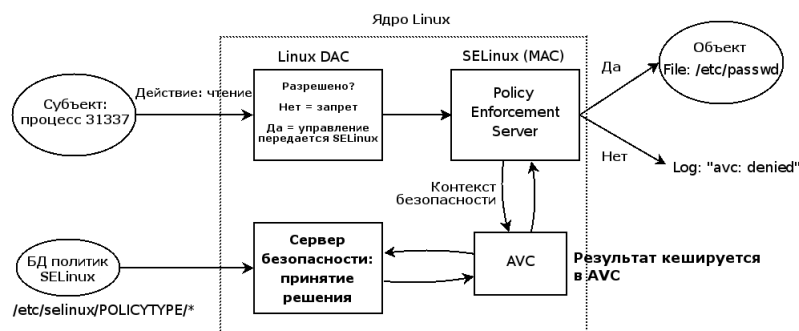 Ядро Linux
Linux DAC
SELinux (MAC)
Объект
File: /etc/passwd
Субъект:
процесс 31337
Действие: чтение
Разрешено?
Нет = запрет
Да = управление
передается SELinux
Policy
Enforcement
Server
Да
Нет
Log: "avc: denied"
Контекст
безопасности
БД политик
SELinux
/etc/selinux/POLICYTYPE/*
Сервер
безопасности:
принятие
решения
AVC
Результат кешируется
в AVC